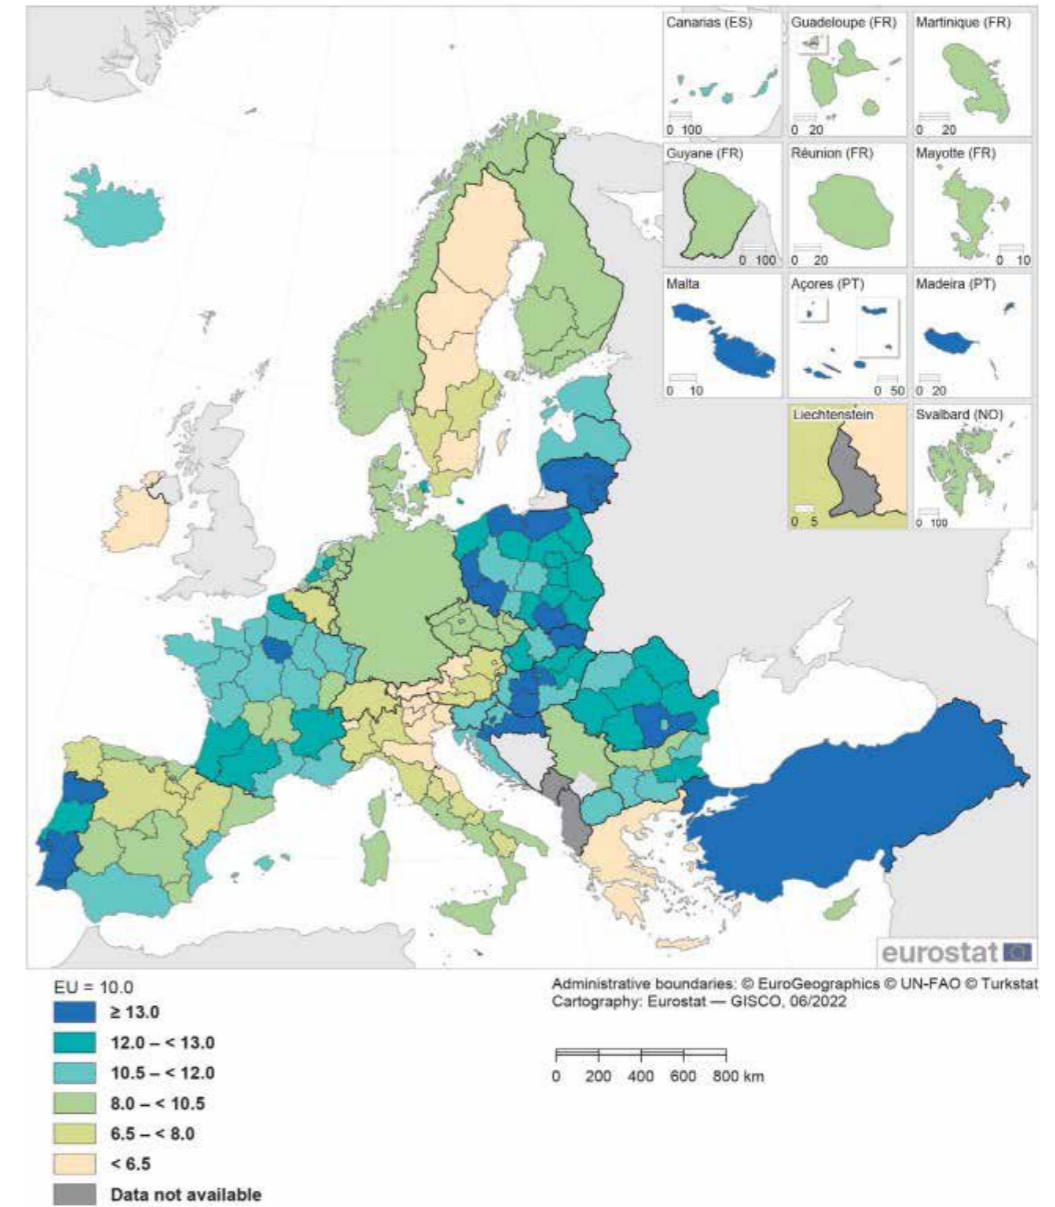 Canarias (ES)
0 100
Guadeloupe (FR)
0 20
Martinique (FR)
0 20
Guyane (FR)
0 100
Réunion (FR)
0 20
Mayotte (FR)
0 10
Malta
0 10
Açores (PT)
0 50
Madeira (PT)
0 20
Liechtenstein
0 5
Svalbard (NO)
0 100
eurostat
EU = 10.0
≥ 13.0
12.0 – < 13.0
10.5 – < 12.0
8.0 – < 10.5
6.5 – < 8.0
< 6.5
Data not available
Administrative boundaries: © EuroGeographics © UN-FAO © Turkstat
Cartography: Eurostat — GISCO, 06/2022
0 200 400 600 800 km